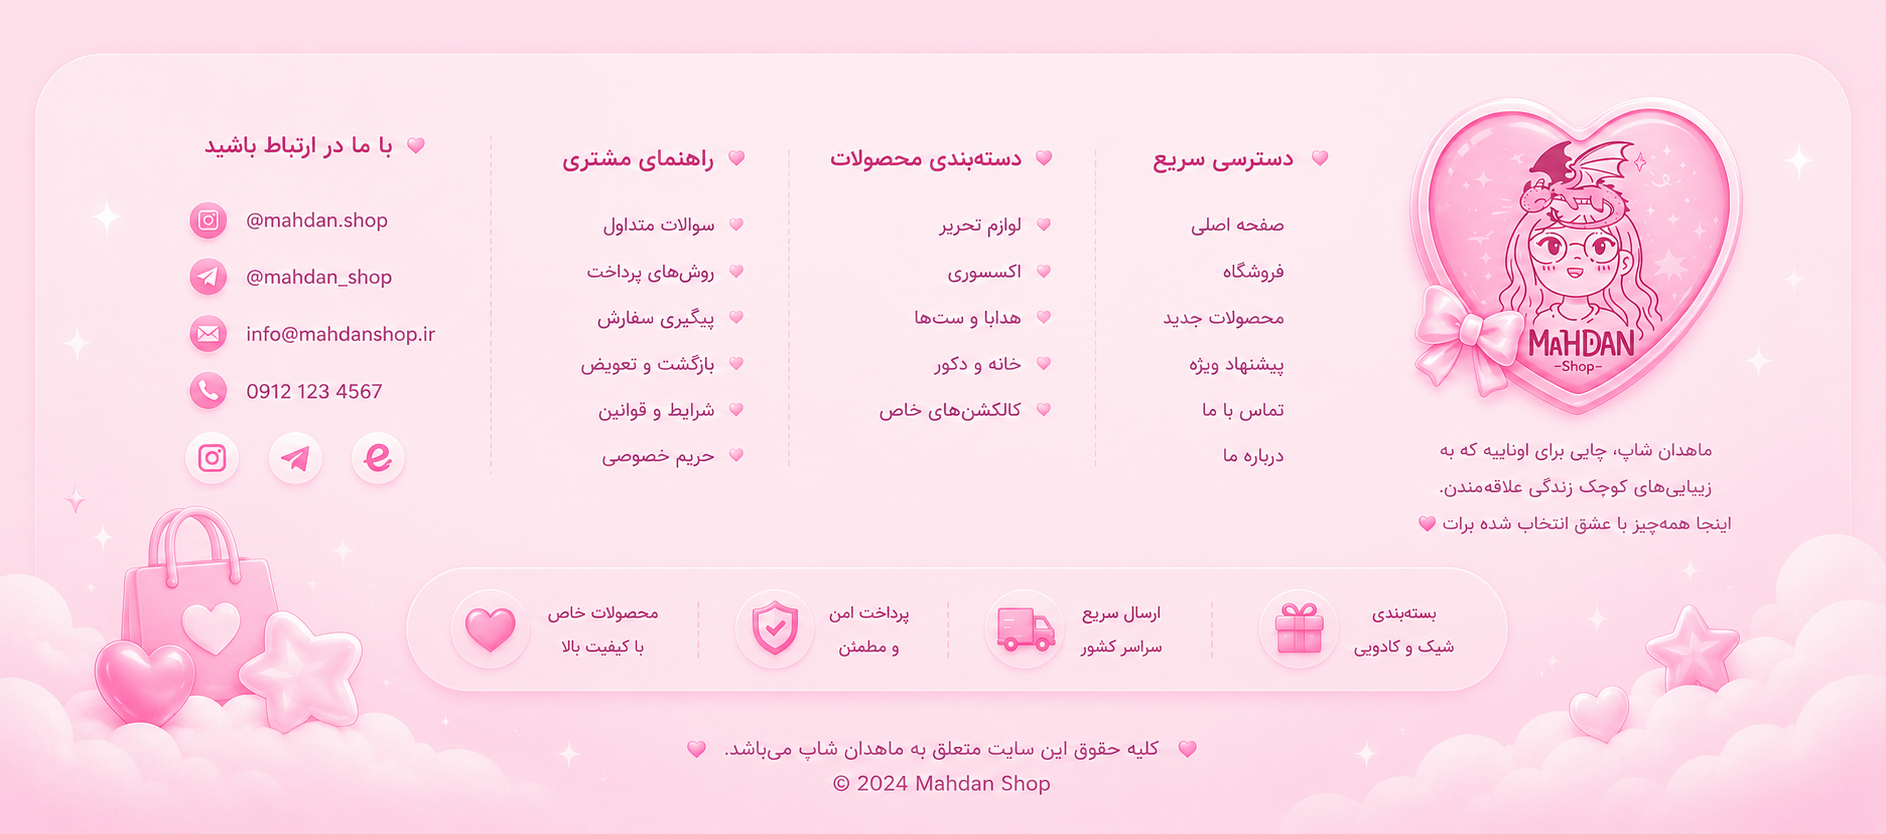 MAHDAN
-Shop-
ماهدان شاپ، چایی برای اوناییه که به
زیبایی‌های کوچک زندگی علاقه‌مندن.
اینجا همه‌چیز با عشق انتخاب شده برات
دسترسی سریع
صفحه اصلی
فروشگاه
محصولات جدید
پیشنهاد ویژه
تماس با ما
درباره ما
دسته‌بندی محصولات
لوازم تحریر
اکسسوری
هدابا و ست‌ها
خانه و دکور
کالکشن‌های خاص
راهنمای مشتری
سوالات متداول
روش‌های پرداخت
پیگیری سفارش
بازگشت و تعویض
شرایط و قوانین
حریم خصوصی
با ما در ارتباط باشید
@mahdan.shop
@mahdan_shop
info@mahdanshop.ir
0912 123 4567
بسته‌بندی
شیک و کادویی
ارسال سریع
سراسر کشور
پرداخت امن
و مطمئن
محصولات خاص
با کیفیت بالا
کلیه حقوق این سایت متعلق به ماهدان شاپ می‌باشد.
© 2024 Mahdan Shop